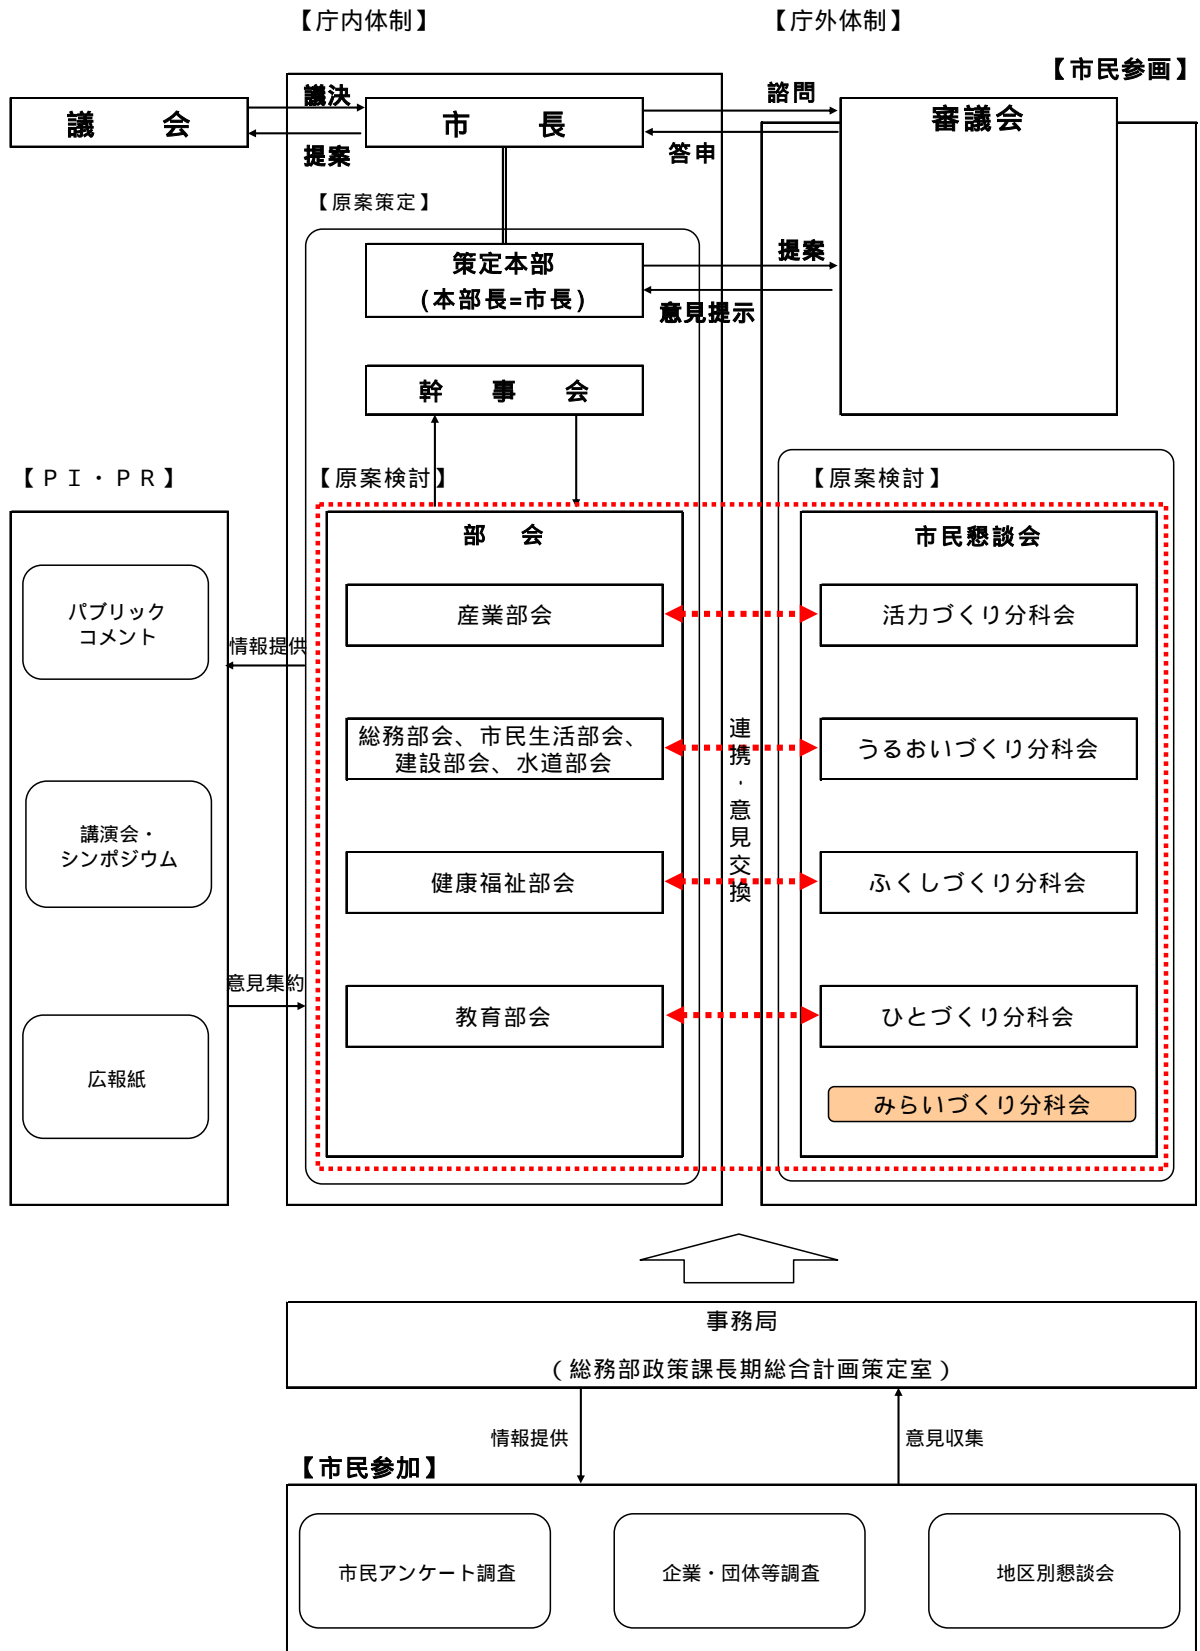 【庁内体制】
【庁外体制】
【市民参画】
議　会
議決
提案
市　長
諮問
答申
審議会
【原案策定】
策定本部
(本部長=市長)
提案
意見提示
幹　事　会
【ＰＩ・ＰＲ】
【原案検討】
【原案検討】
部　会
市民懇談会
パブリック
コメント
情報提供
産業部会
活力づくり分科会
総務部会、市民生活部会、
建設部会、水道部会
うるおいづくり分科会
連携・意見交換
講演会・
シンポジウム
健康福祉部会
ふくしづくり分科会
意見集約
教育部会
ひとづくり分科会
広報紙
みらいづくり分科会
事務局
（総務部政策課長期総合計画策定室）
情報提供
意見収集
【市民参加】
市民アンケート調査
企業・団体等調査
地区別懇談会